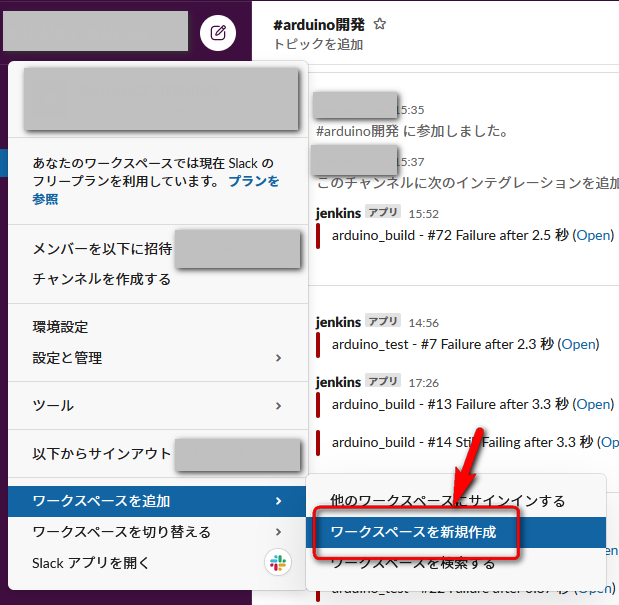 #arduino開発
トピックを追加
あなたのワークスペースでは現在 Slack の
フリープランを利用しています。 プランを
参照
メンバーを以下に招待
チャンネルを作成する
環境設定
設定と管理
ツール
以下からサインアウト
ワークスペースを追加
ワークスペースを切り替える
Slack アプリを開く
他のワークスペースにサインインする
ワークスペースを新規作成
ワークスペースを検索する
15:35
#arduino開発 に参加しました。
15:37
このチャンネルに次のインテグレーションを追加
jenkins アプリ 15:52
arduino_build - #72 Failure after 2.5 秒 (Open)
jenkins アプリ 14:56
arduino_test - #7 Failure after 2.3 秒 (Open)
jenkins アプリ 17:26
arduino_build - #13 Failure after 3.3 秒 (Open)
arduino_build - #14 Still Failing after 3.3 秒 (Op